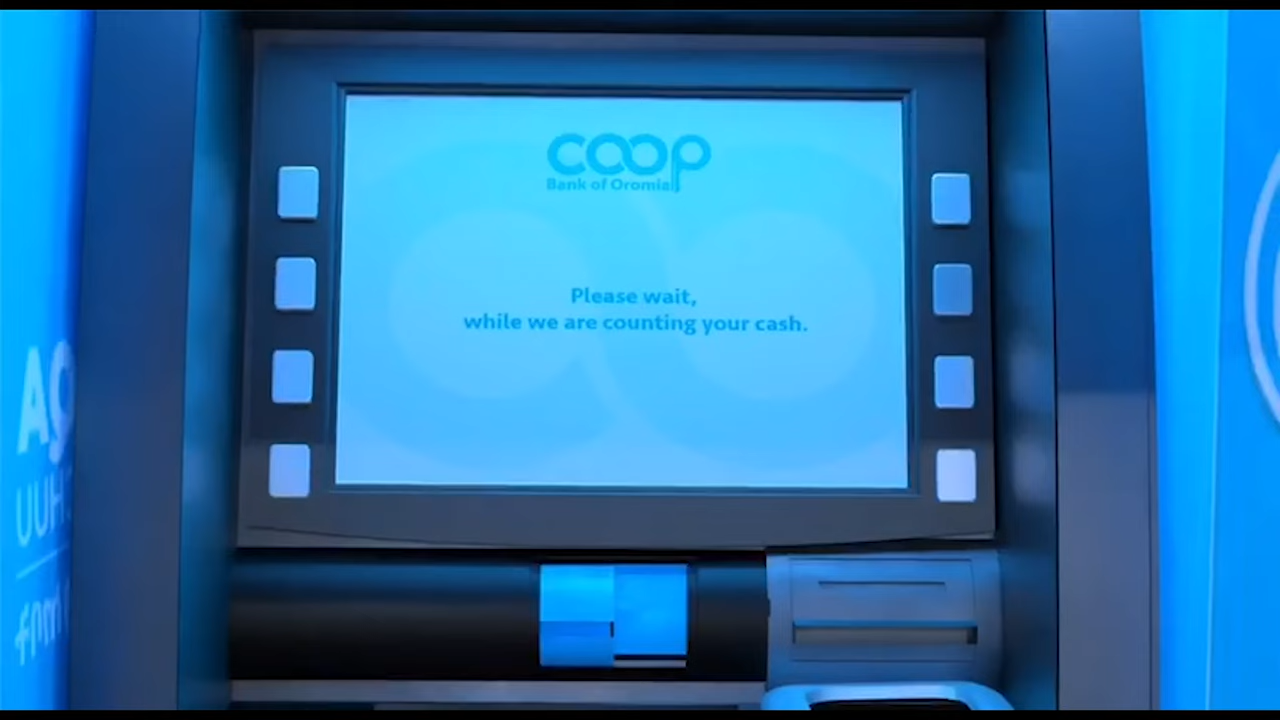 coop
Bank of Oromia
Please wait,
while we are counting your cash.